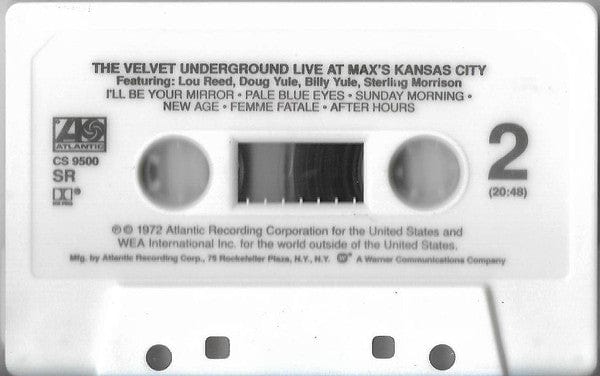 THE VELVET UNDERGROUND LIVE AT MAX'S KANSAS CITY
Featuring: Lou Reed, Doug Yule, Billy Yule, Sterling Morrison
I'LL BE YOUR MIRROR • PALE BLUE EYES • SUNDAY MORNING •
NEW AGE • FEMME FATALE • AFTER HOURS
ATLANTIC
CS 9500
SR
2
(20:48)
℗ © 1972 Atlantic Recording Corporation for the United States and
WEA International Inc. for the world outside of the United States.
Mfg. by Atlantic Recording Corp., 75 Rockefeller Plaza, N.Y., N.Y. ® A Warner Communications Company